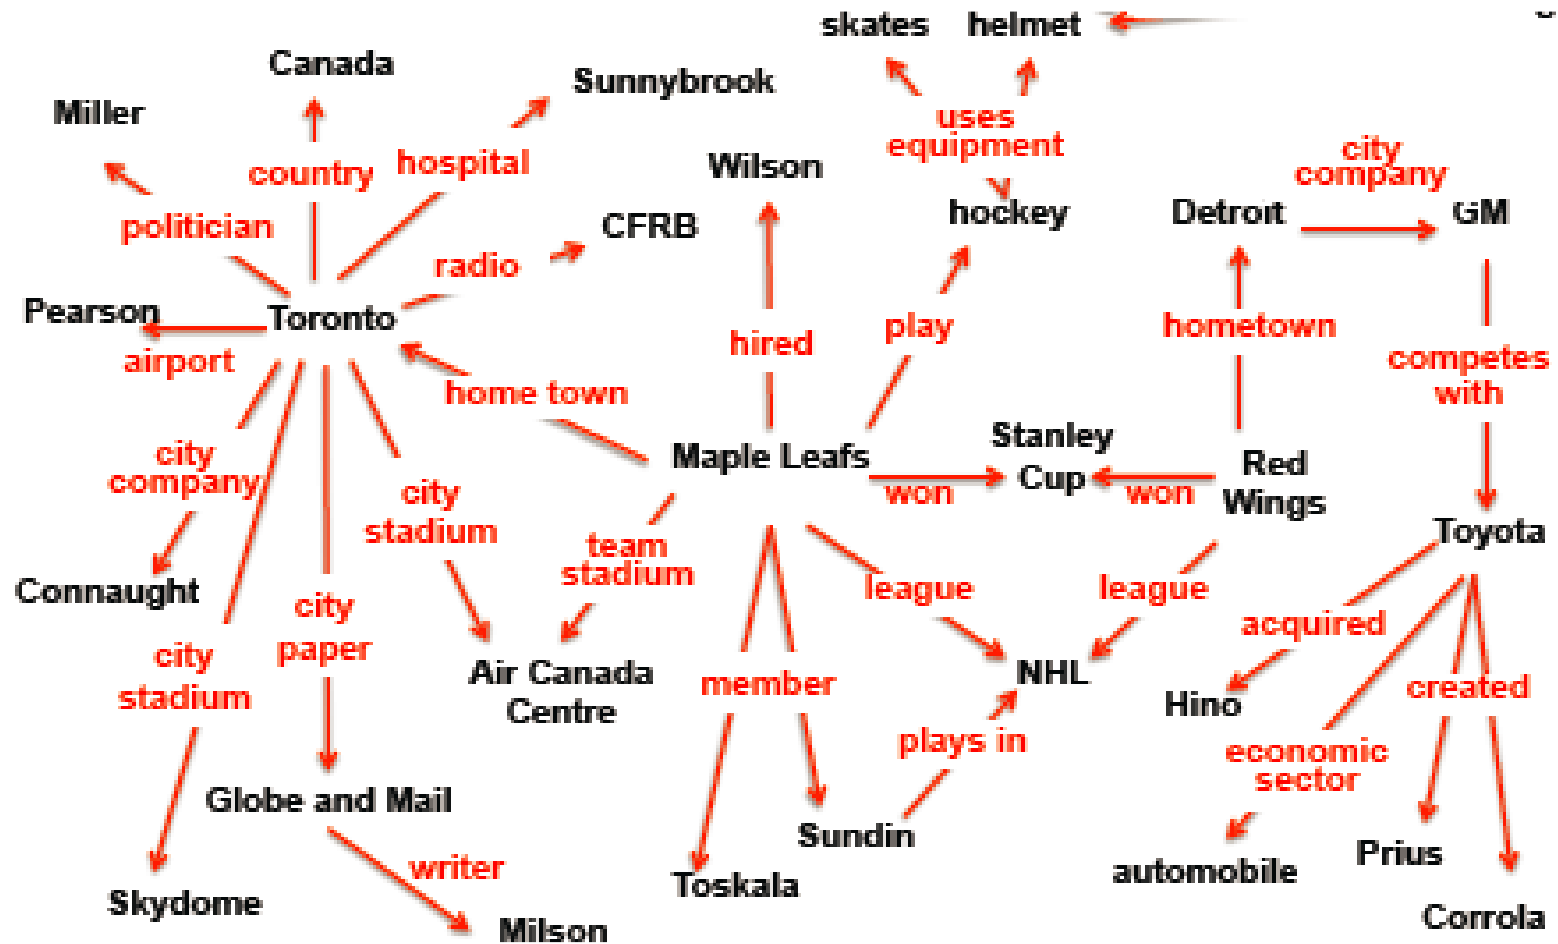 skates helmet
Canada
Sunnybrook
Miller
uses
equipment
city
company
country
hospital
Wilson
politician
CFRB
hockey
Detroit
GM
radio
Pearson
Toronto
airport
hired
play
hometown
competes
with
home town
Maple Leafs
Stanley
Cup
won
won
Red
Wings
city
company
city
stadium
team
stadium
Toyota
Connaught
league
league
city
paper
acquired
city
stadium
Air Canada
Centre
member
NHL
Hino
created
plays in
economic
sector
Globe and Mail
Sundin
Prius
writer
Toskala
automobile
Skydome
Milson
Corrola